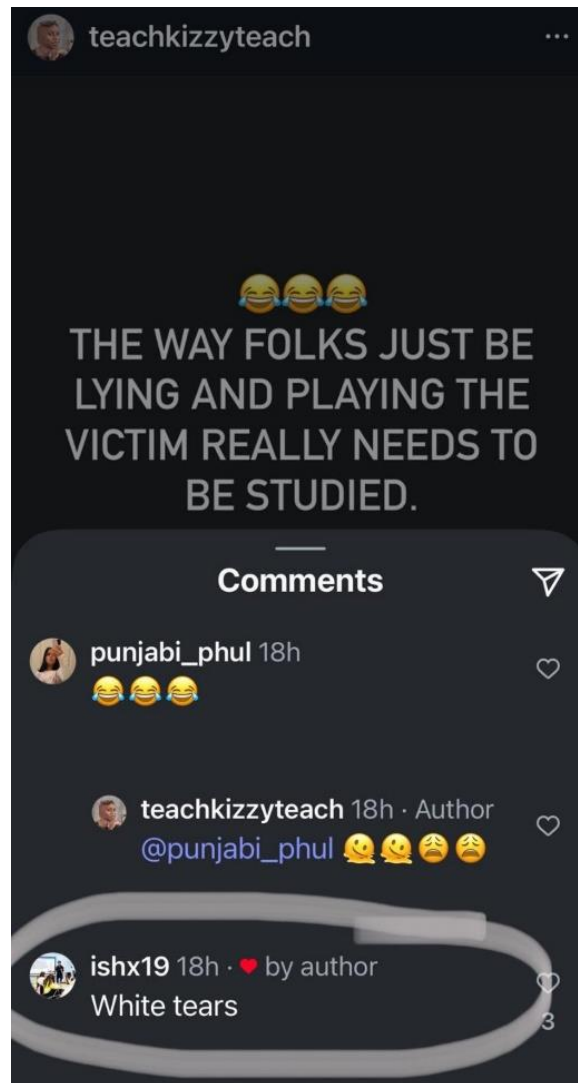 teachkizzyteach
😂😂😂
THE WAY FOLKS JUST BE
LYING AND PLAYING THE
VICTIM REALLY NEEDS TO
BE STUDIED.
Comments
punjabi_phul 18h
😂😂😂
teachkizzyteach 18h · Author
@punjabi_phul 🫠🫠😩😩
ishx19 18h · ♥ by author
White tears
3